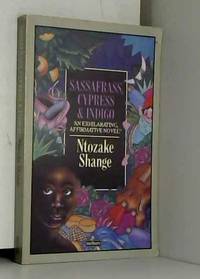 SASSAFRASS,
CYPRESS
& INDIGO
AN EXHILARATING,
AFFIRMATIVE NOVEL
Ntozake
Shange